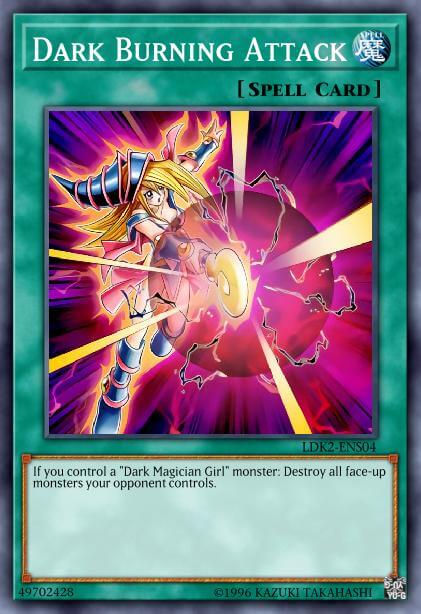 DARK BURNING ATTACK
SPELL
魔
[SPELL CARD]
LDK2-ENS04
If you control a "Dark Magician Girl" monster: Destroy all face-up
monsters your opponent controls.
49702428
©1996 KAZUKI TAKAHASHI